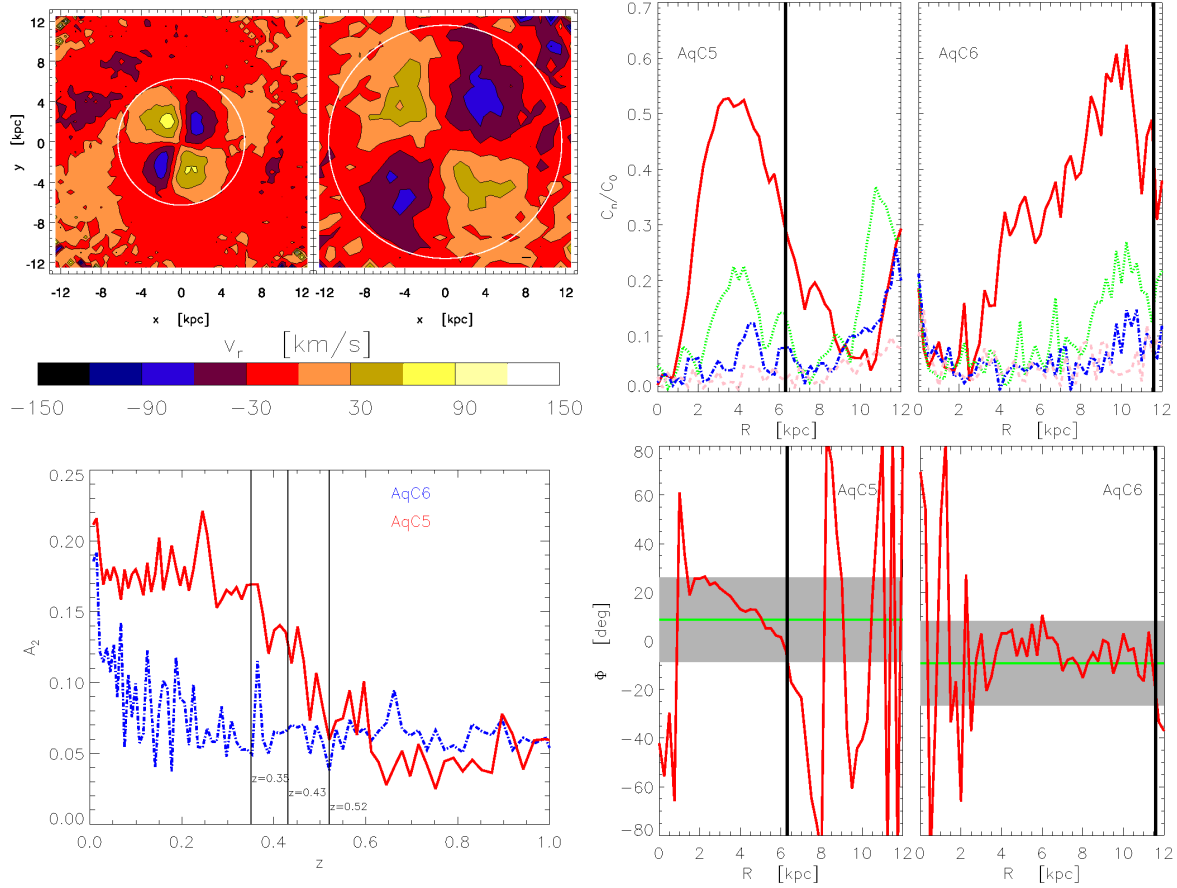 12
8
4
0
4
8
12
y [kpc]
-12 -8 -4 0 4 8 12
-12 -8 -4 0 4 8 12
x [kpc]
x [kpc]
v_r [km/s]
−150 −90 −30 30 90 150
AqC5
AqC6
0.6
0.5
0.4
0.3
0.2
0.1
0.0
C_n/C_0
0 2 4 6 8 10 12
0 2 4 6 8 10 12
R [kpc]
R [kpc]
0.25
0.20
0.15
0.10
0.05
0.00
A_2
AqC6
AqC5
z=0.35
z=0.43
z=0.52
0.0 0.2 0.4 0.6 0.8 1.0
z
AqC5
AqC6
80
60
40
20
0
−20
−40
−60
−80
Φ [deg]
0 2 4 6 8 10 12
0 2 4 6 8 10 12
R [kpc]
R [kpc]